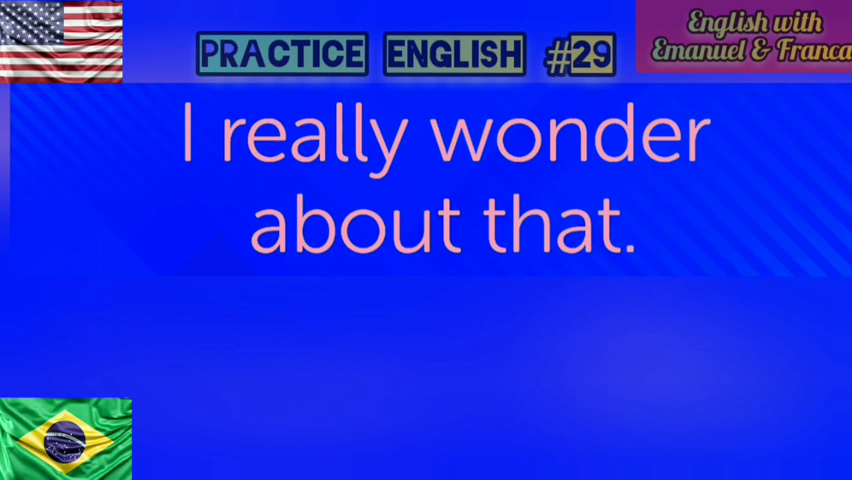 PRACTICE ENGLISH #29
English with
Emanuel & Franca
I really wonder
about that.